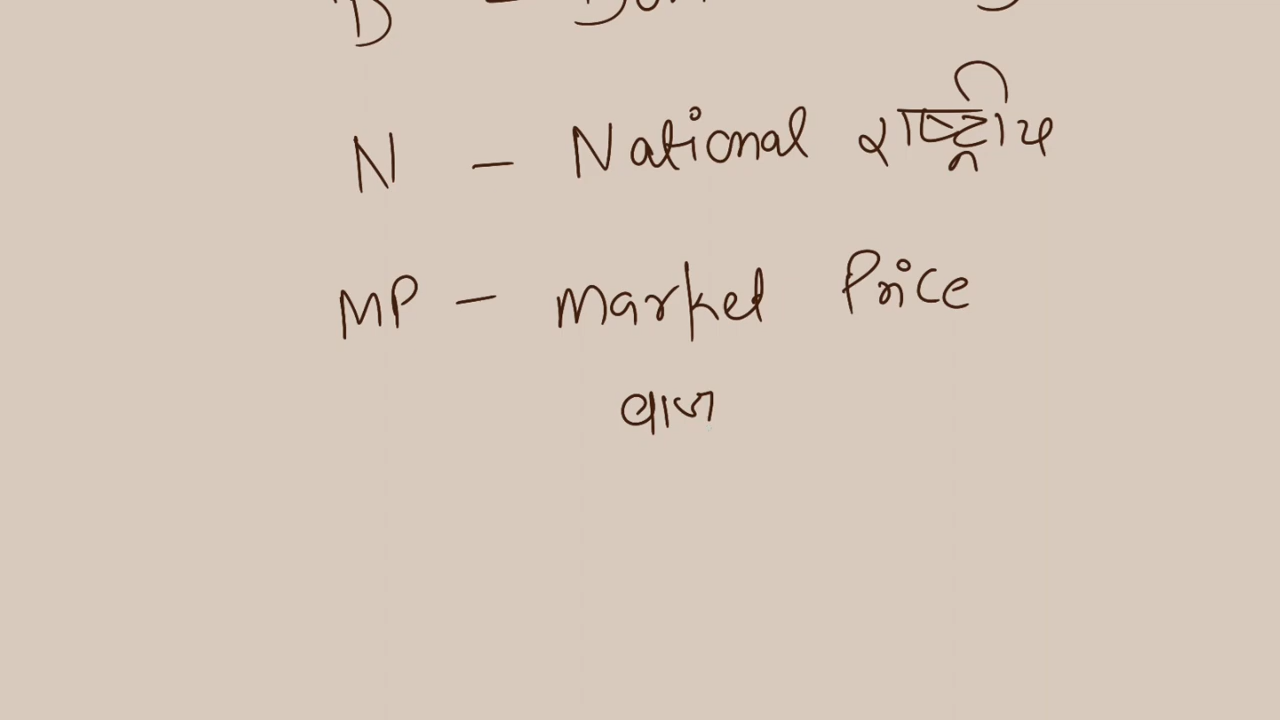 D –
N – National राष्ट्रीय
MP – Market Price
बाज